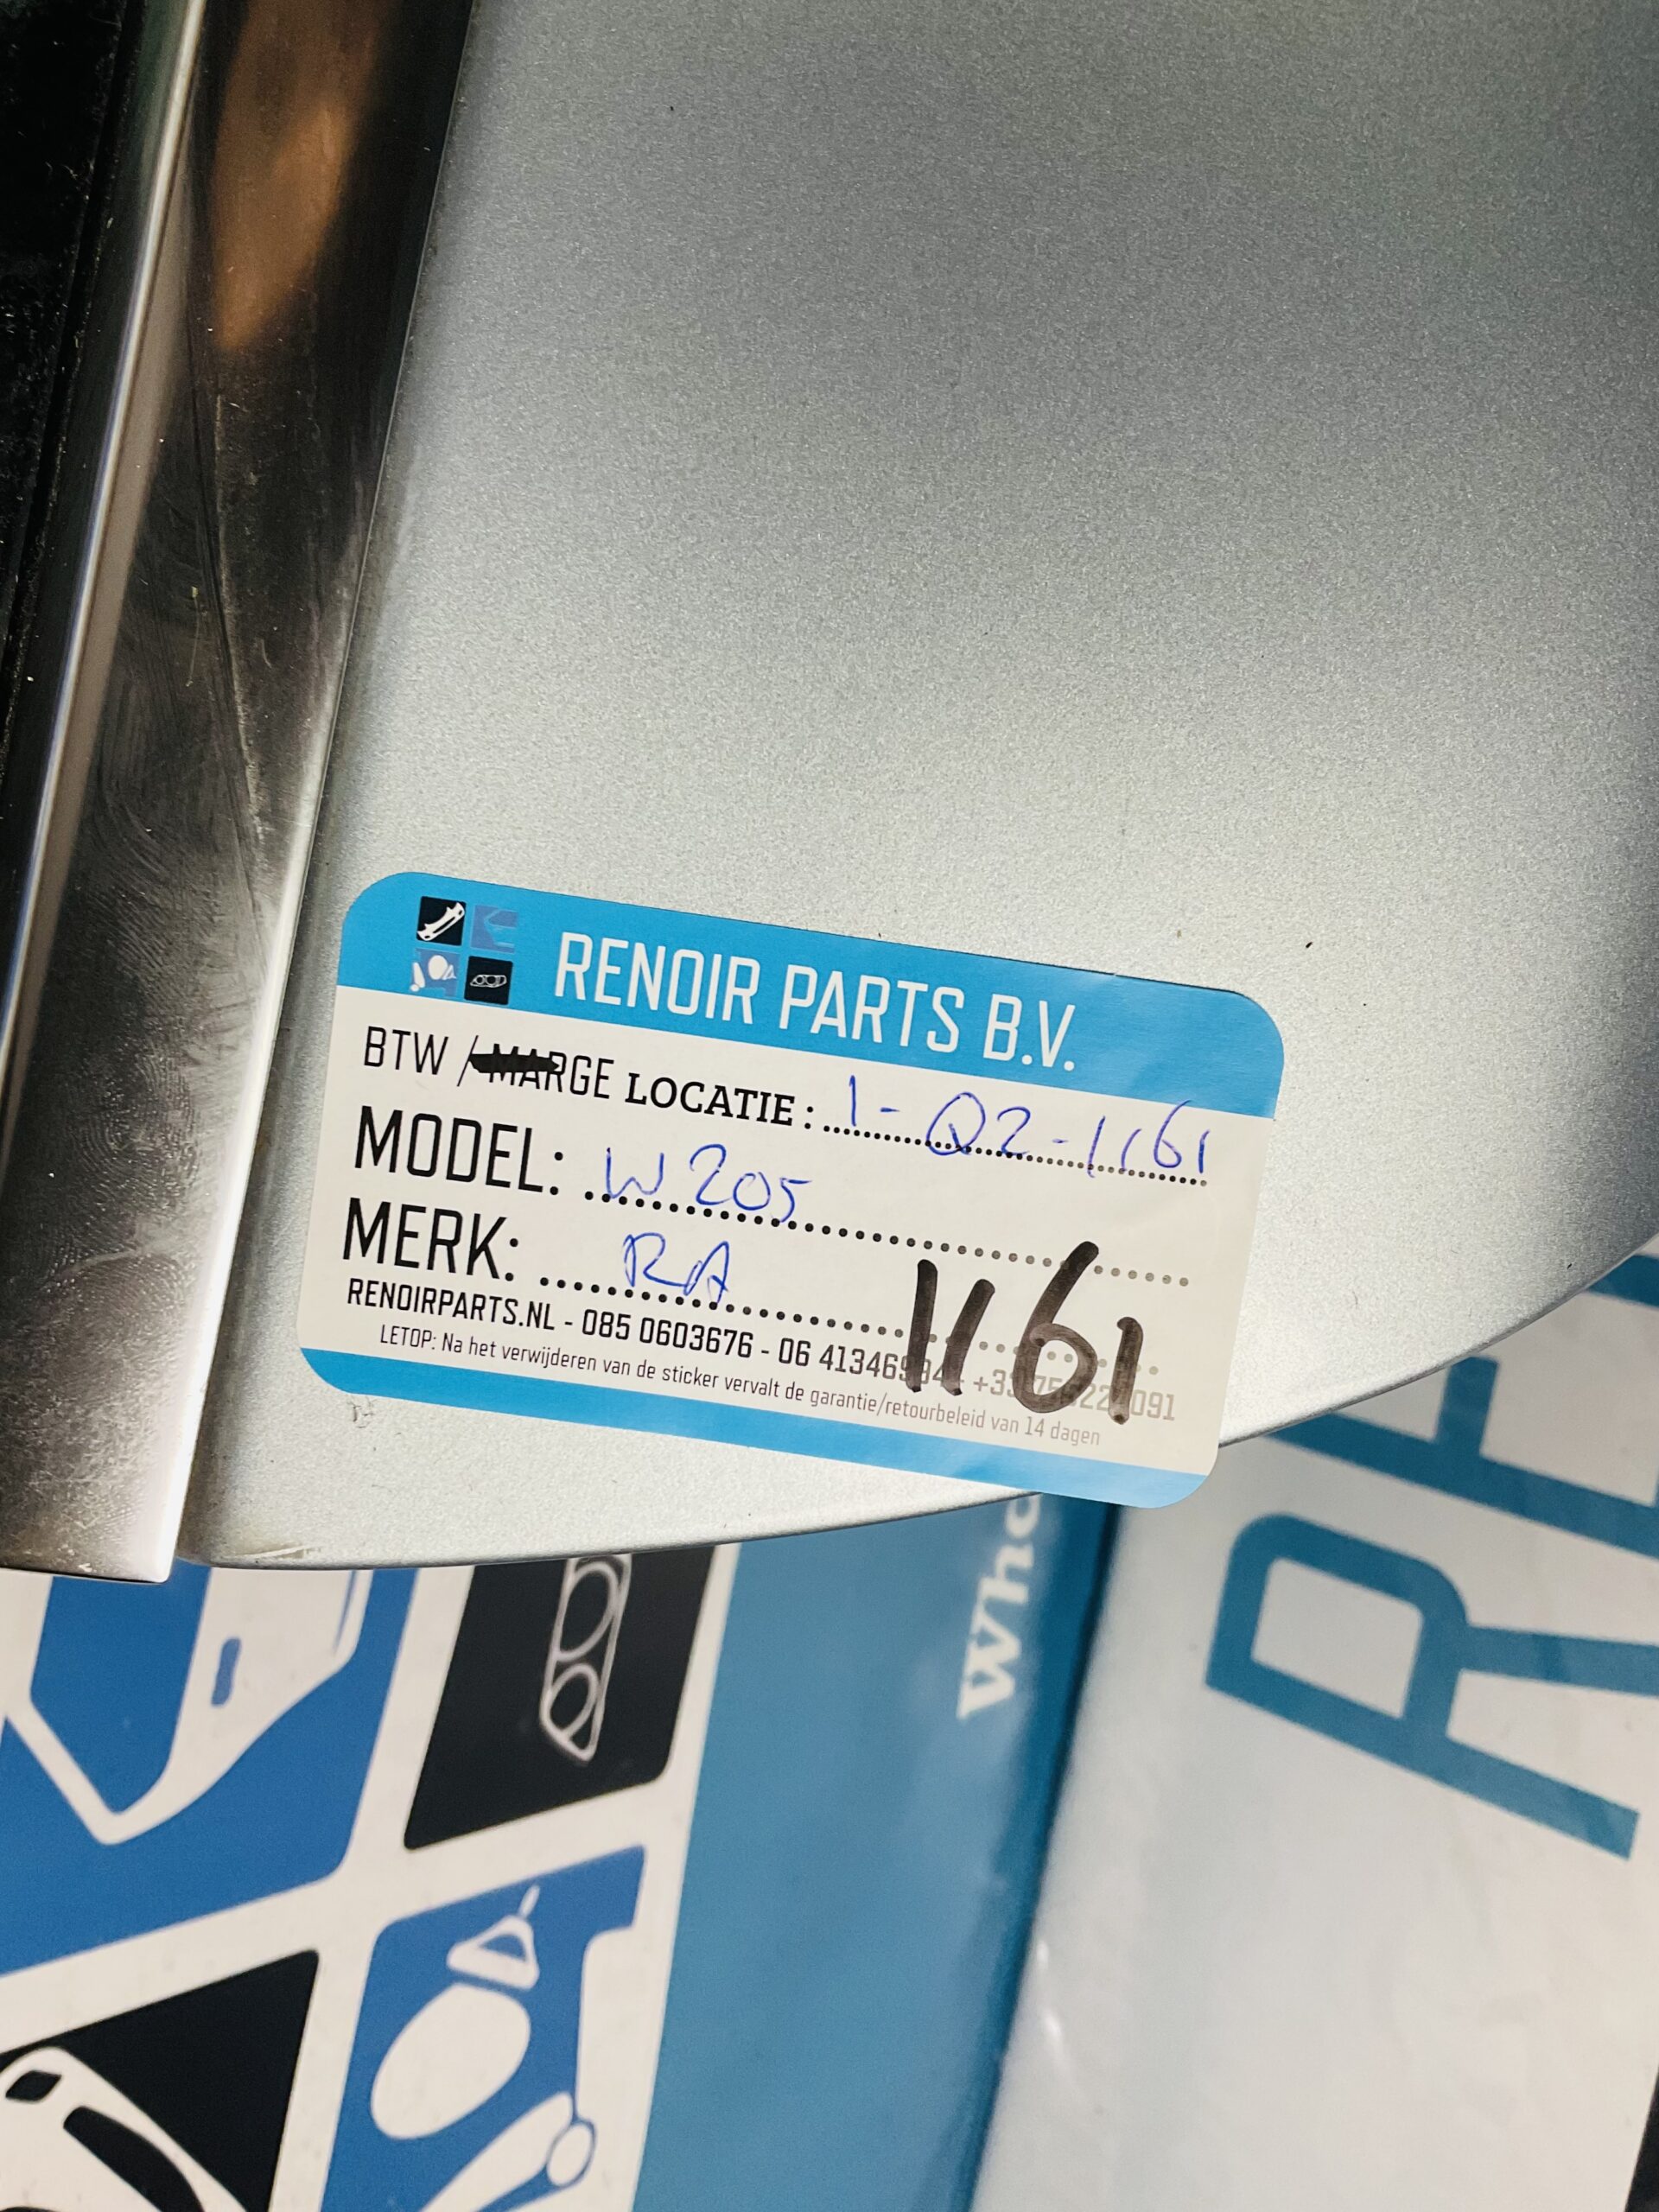 RENOIR PARTS B.V.
BTW / MARGE LOCATIE: 1-Q2-1161
MODEL: W205
MERK: RA
1161
RENOIRPARTS.NL - 085 0603676 - 06
LETOP: Na het verwijderen van de sticker vervalt de garantie/retourbeleid van 14 dagen